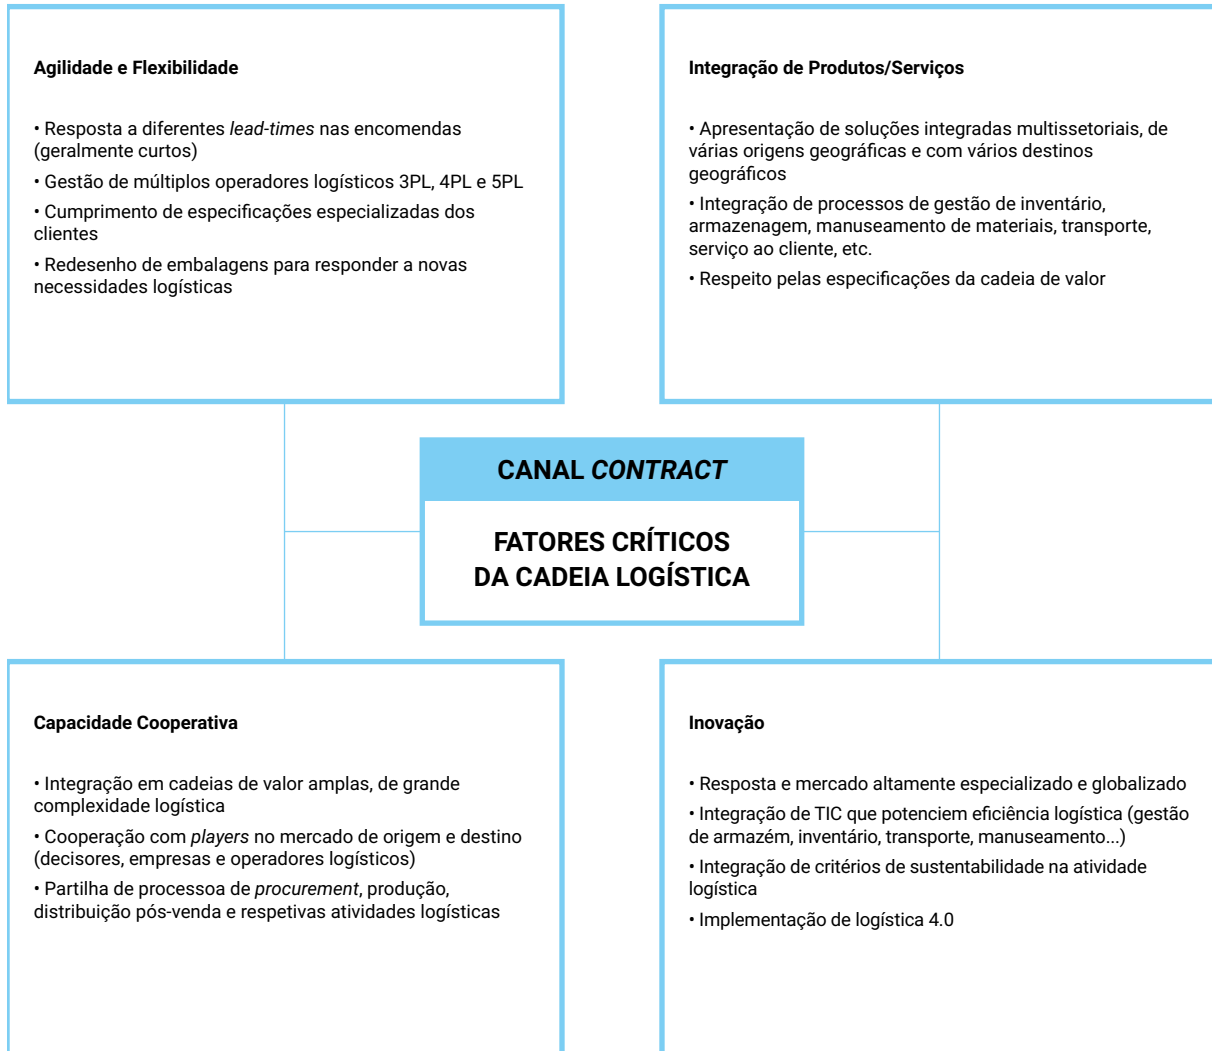 Agilidade e Flexibilidade
• Resposta a diferentes lead-times nas encomendas
(geralmente curtos)
• Gestão de múltiplos operadores logísticos 3PL, 4PL e 5PL
• Cumprimento de especificações especializadas dos
clientes
• Redesenho de embalagens para responder a novas
necessidades logísticas
Integração de Produtos/Serviços
• Apresentação de soluções integradas multissetoriais, de
várias origens geográficas e com vários destinos
geográficos
• Integração de processos de gestão de inventário,
armazenagem, manuseamento de materiais, transporte,
serviço ao cliente, etc.
• Respeito pelas especificações da cadeia de valor
CANAL CONTRACT
FATORES CRÍTICOS
DA CADEIA LOGÍSTICA
Capacidade Cooperativa
• Integração em cadeias de valor amplas, de grande
complexidade logística
• Cooperação com players no mercado de origem e destino
(decisores, empresas e operadores logísticos)
• Partilha de processoa de procurement, produção,
distribuição pós-venda e respetivas atividades logísticas
Inovação
• Resposta e mercado altamente especializado e globalizado
• Integração de TIC que potenciem eficiência logística (gestão
de armazém, inventário, transporte, manuseamento...)
• Integração de critérios de sustentabilidade na atividade
logística
• Implementação de logística 4.0